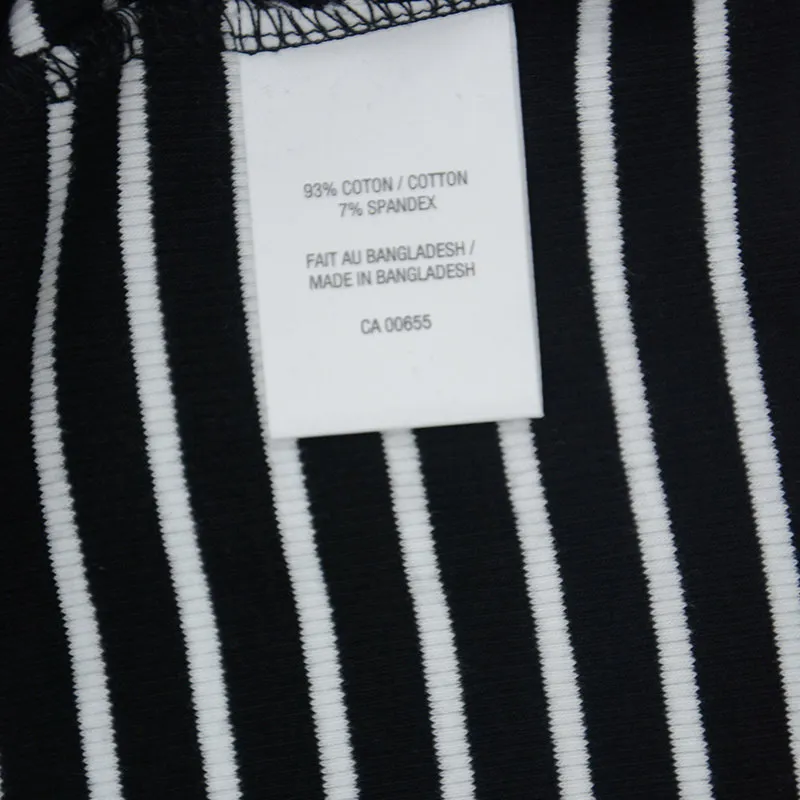 93% COTON / COTTON
7% SPANDEX
FAIT AU BANGLADESH /
MADE IN BANGLADESH
CA 00655